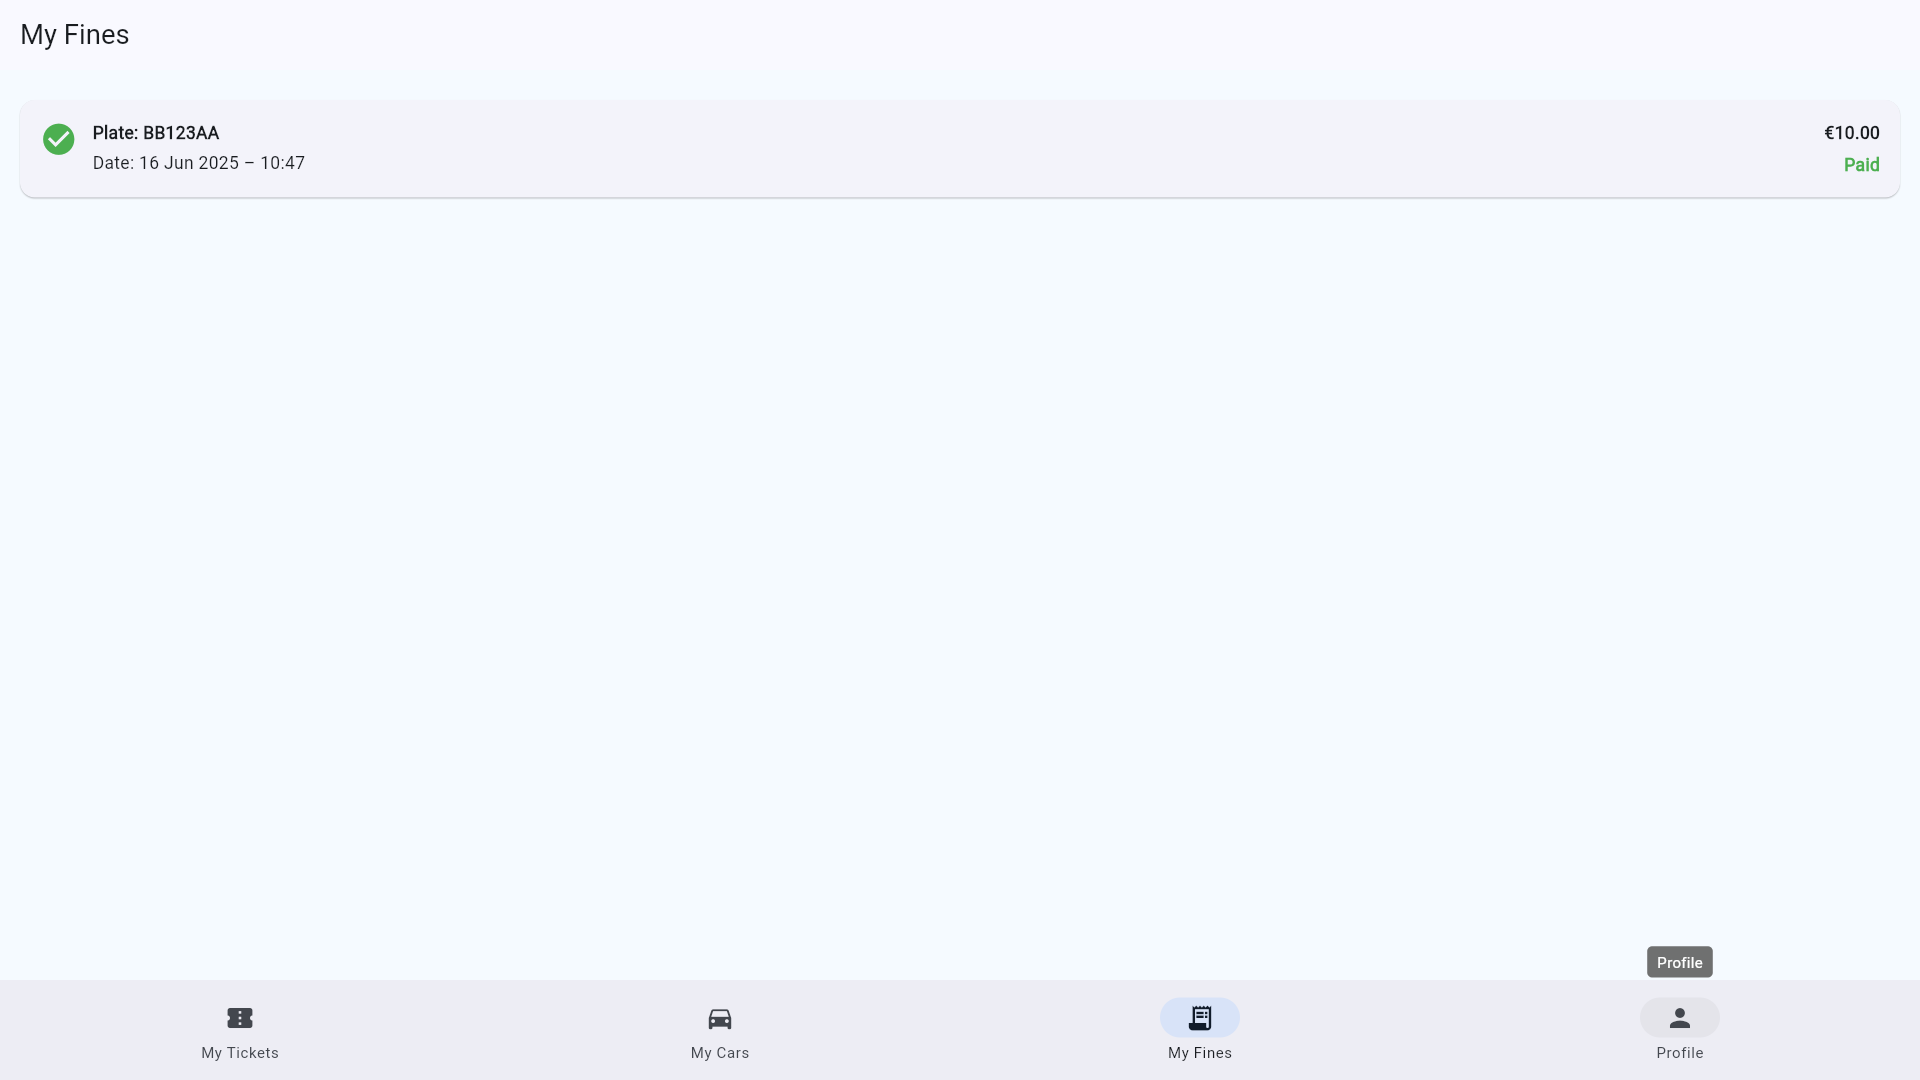 My Fines
Plate: BB123AA
€10.00
Date: 16 Jun 2025 – 10:47
Paid
Profile
My Tickets
My Cars
My Fines
Profile